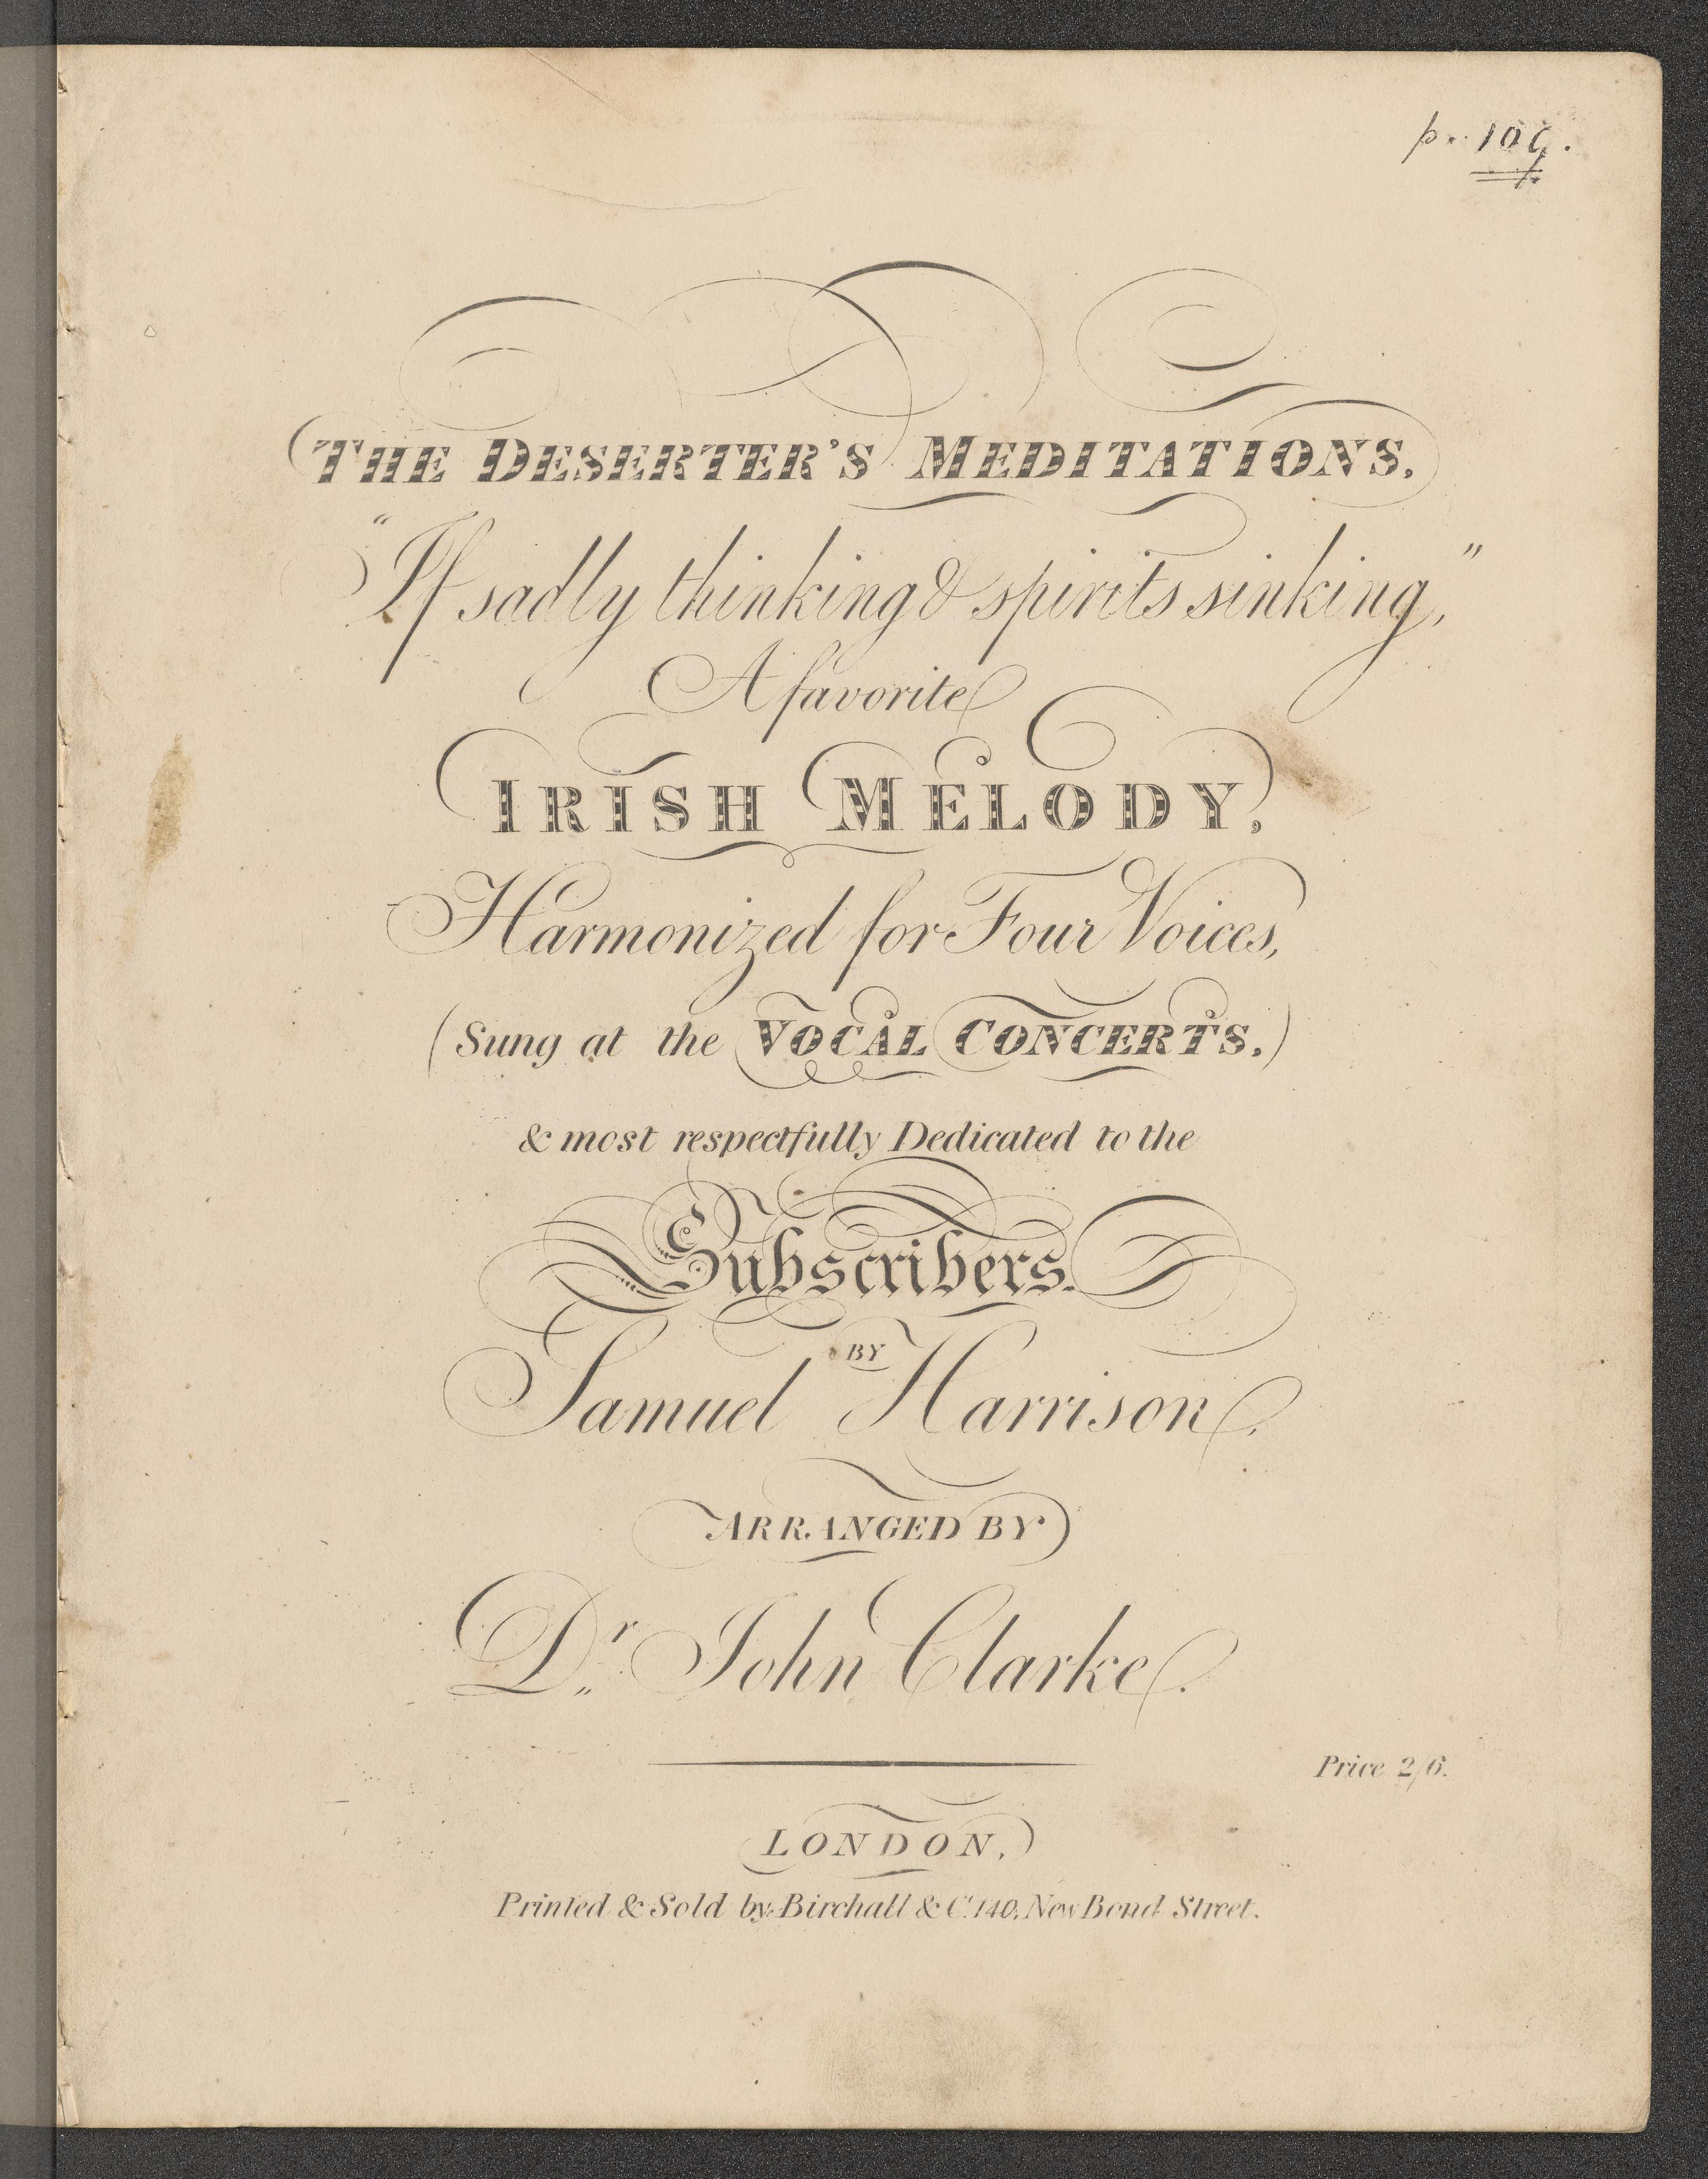 p. 109.
THE DESERTER'S MEDITATIONS.
"If sadly thinking & spirits sinking,"
A favorite
IRISH MELODY,
Harmonized for Four Voices,
(Sung at the VOCAL CONCERTS.)
& most respectfully Dedicated to the
Subscribers.
BY
Samuel Harrison.
ARRANGED BY
Dr. John Clarke.
Price 2/6.
LONDON,
Printed & Sold by Birchall & C. 140, New Bond Street.